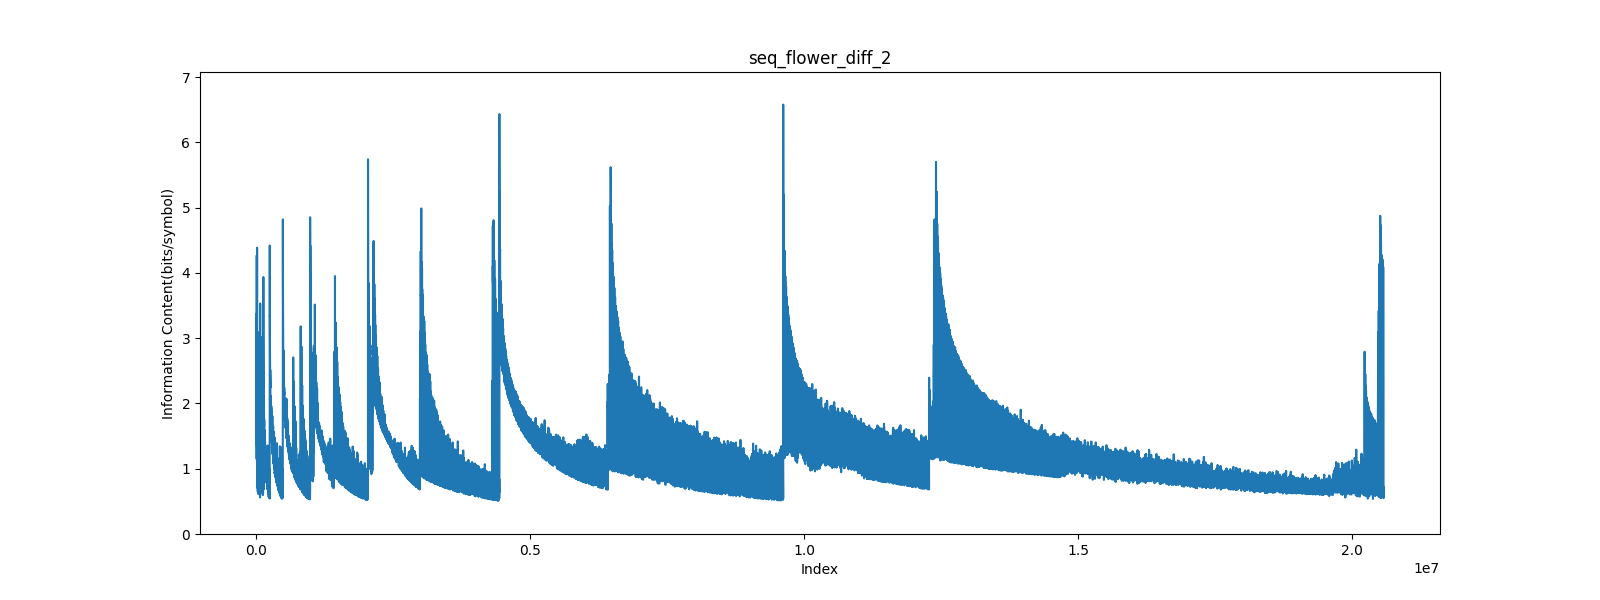 seq_flower_diff_2
Information Content(bits/symbol)
7
6
5
4
3
2
1
0
0.0 0.5 1.0 1.5 2.0
1e7
Index